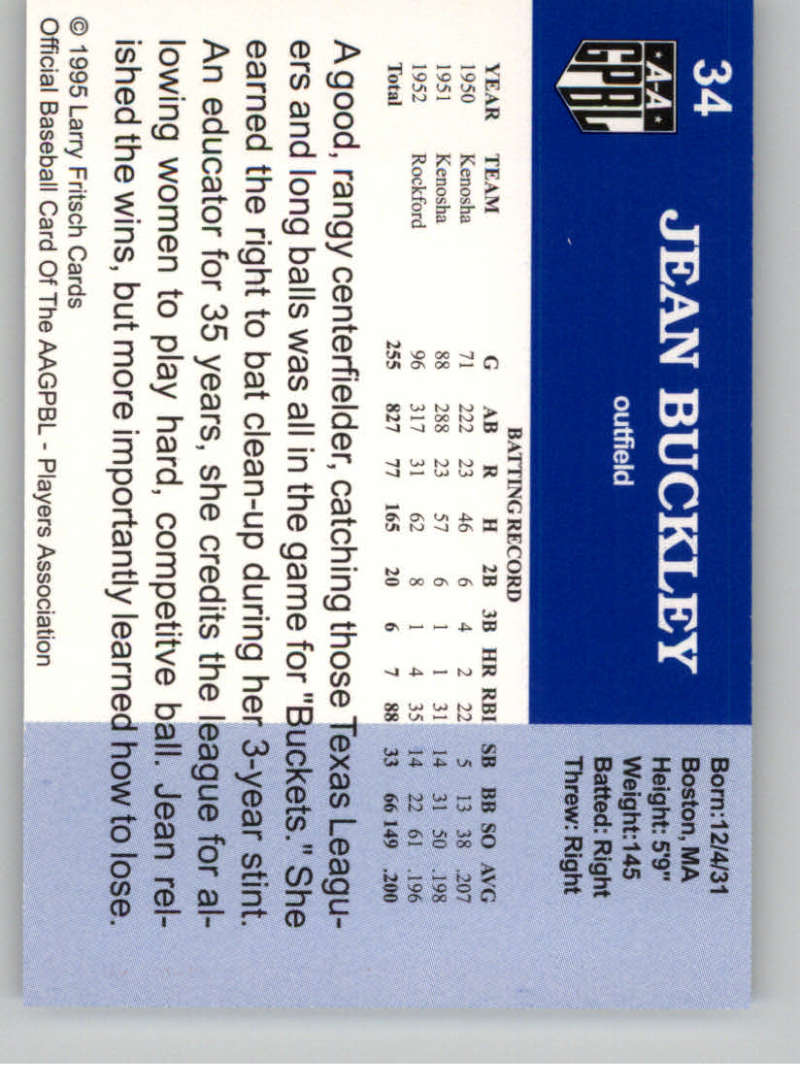 34
A-A
GPBL
JEAN BUCKLEY
outfield
Born:12/4/31
Boston, MA
Height: 5'9"
Weight:145
Batted: Right
Threw: Right
BATTING RECORD
YEAR TEAM G AB R H 2B 3B HR RBI SB BB SO AVG
1950 Kenosha 71 222 23 46 6 4 2 22 5 13 38 .207
1951 Kenosha 88 288 23 57 6 1 1 31 14 31 50 .198
1952 Rockford 96 317 31 62 8 1 4 35 14 22 61 .196
Total 255 827 77 165 20 6 7 88 33 66 149 .200
A good, rangy centerfielder, catching those Texas Leagu-
ers and long balls was all in the game for "Buckets." She
earned the right to bat clean-up during her 3-year stint.
An educator for 35 years, she credits the league for al-
lowing women to play hard, competitve ball. Jean rel-
ished the wins, but more importantly learned how to lose.
© 1995 Larry Fritsch Cards
Official Baseball Card Of The AAGPBL - Players Association